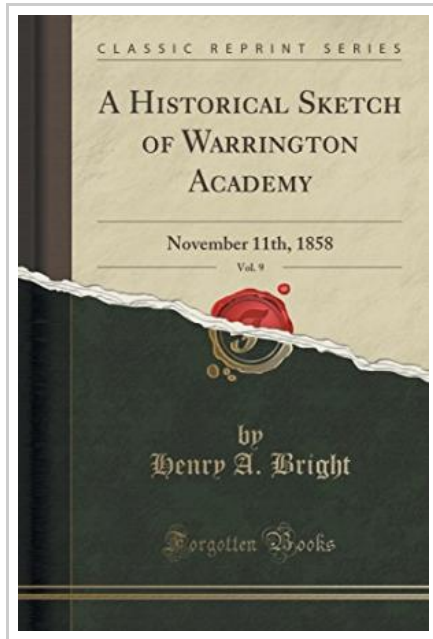 CLASSIC REPRINT SERIES
A HISTORICAL SKETCH
OF WARRINGTON
ACADEMY
November 11th, 1858
Vol. 9
by
Henry A. Bright
Forgotten Books